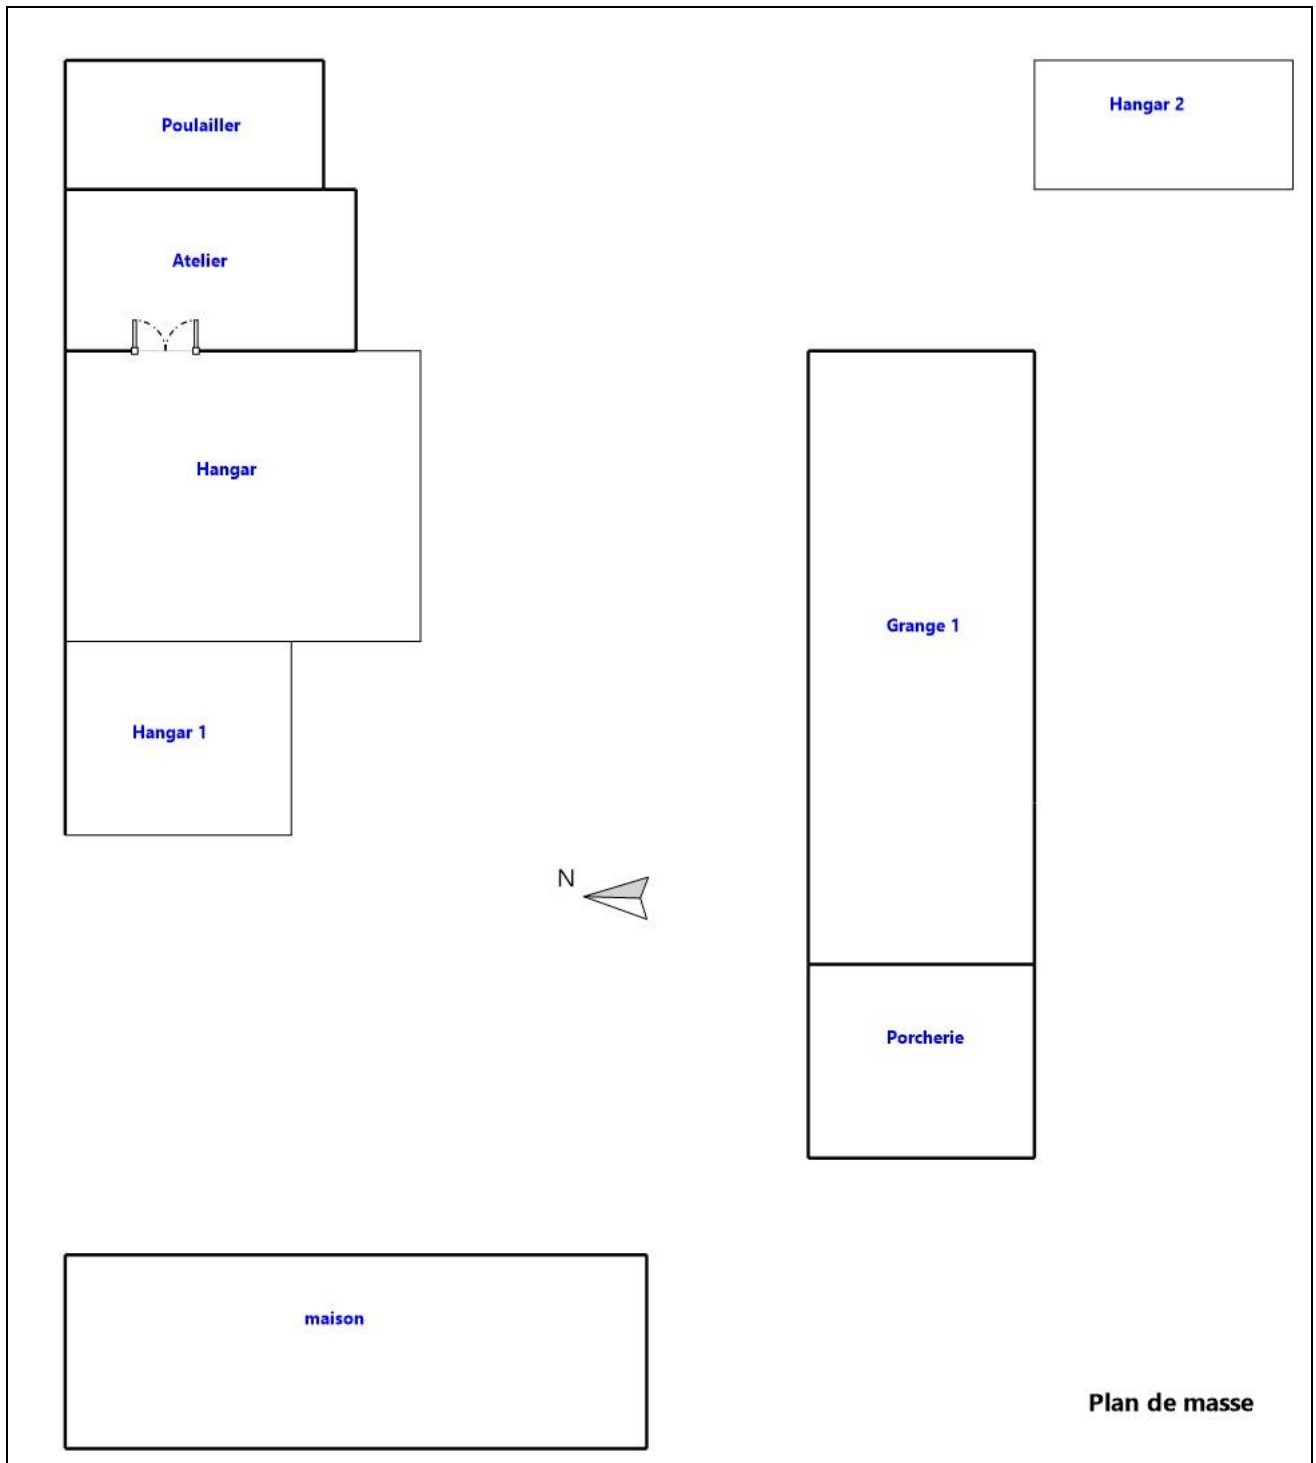 Hangar 2
Poulailler
Atelier
Hangar
Grange 1
Hangar 1
N
Porcherie
maison
Plan de masse